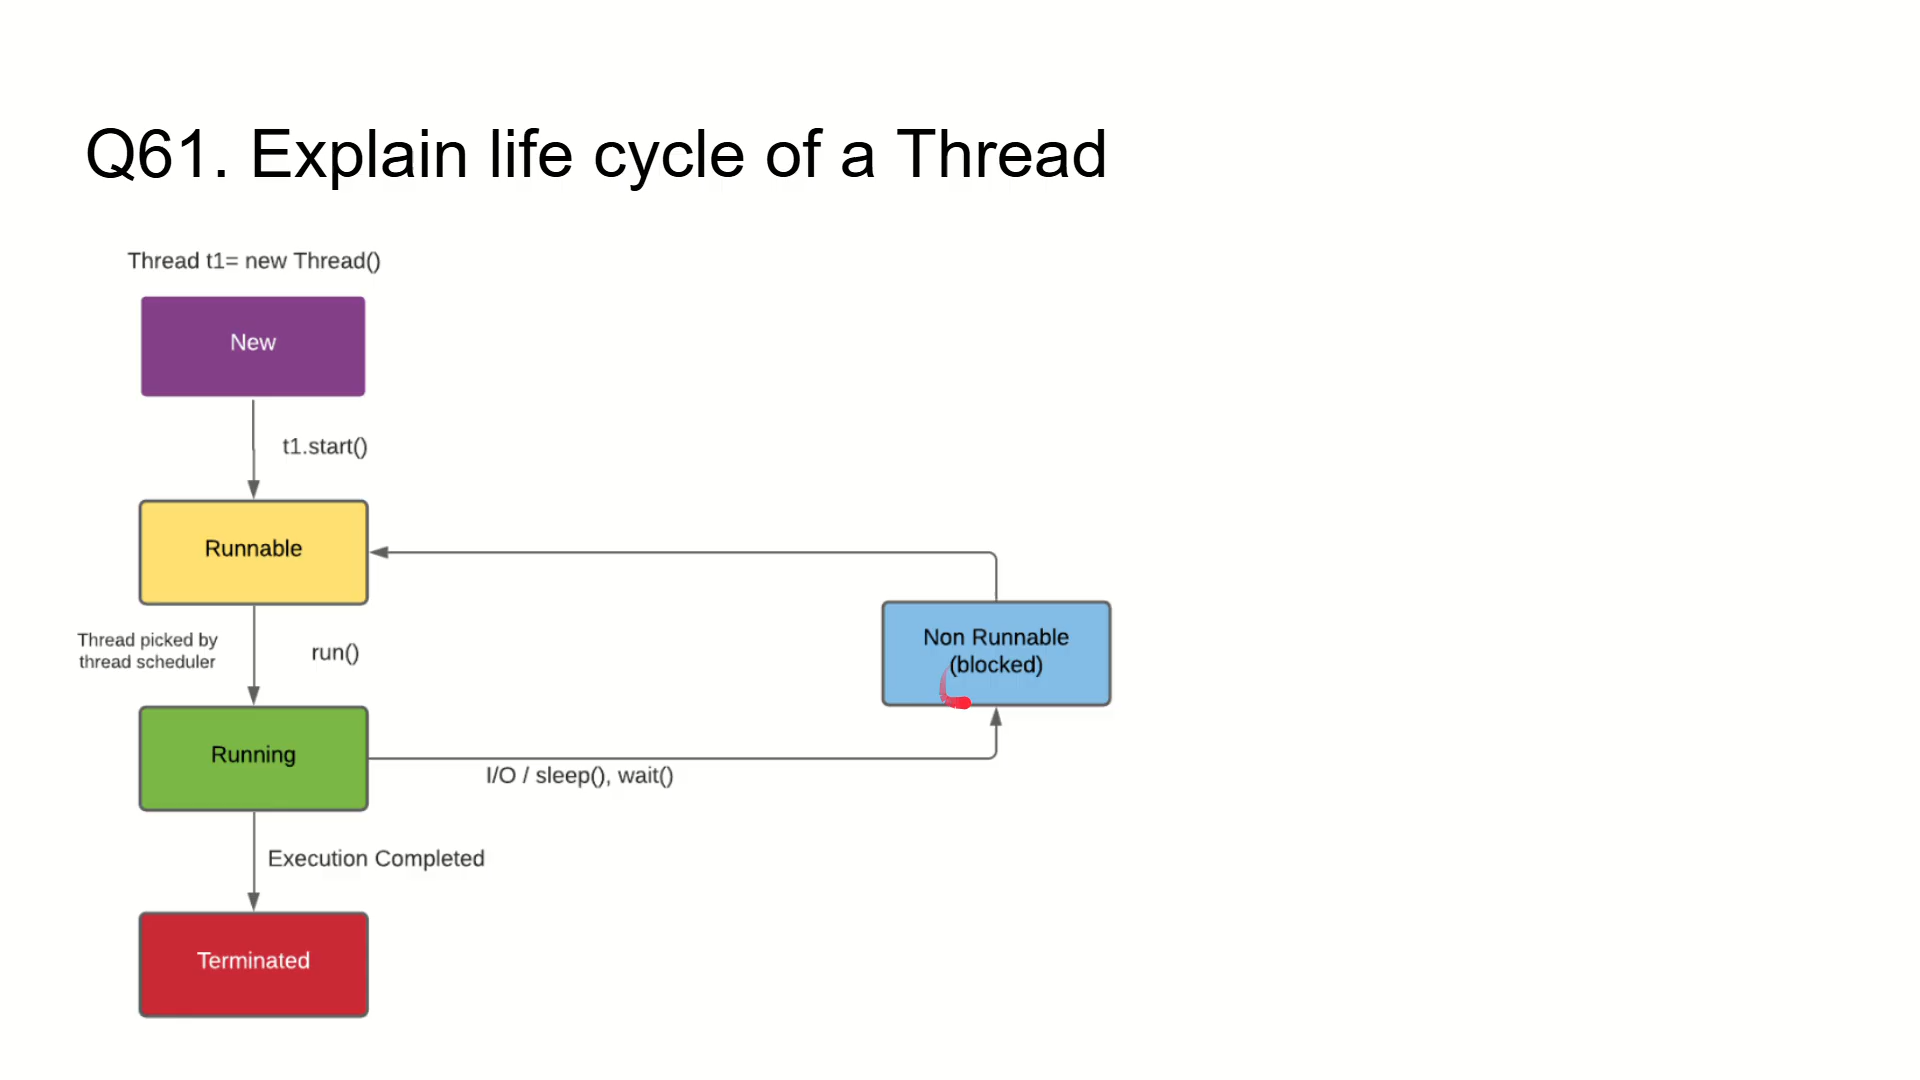 Q61. Explain life cycle of a Thread
Thread t1= new Thread()
New
t1.start()
Runnable
Thread picked by
thread scheduler
run()
Non Runnable
(blocked)
Running
I/O / sleep(), wait()
Execution Completed
Terminated